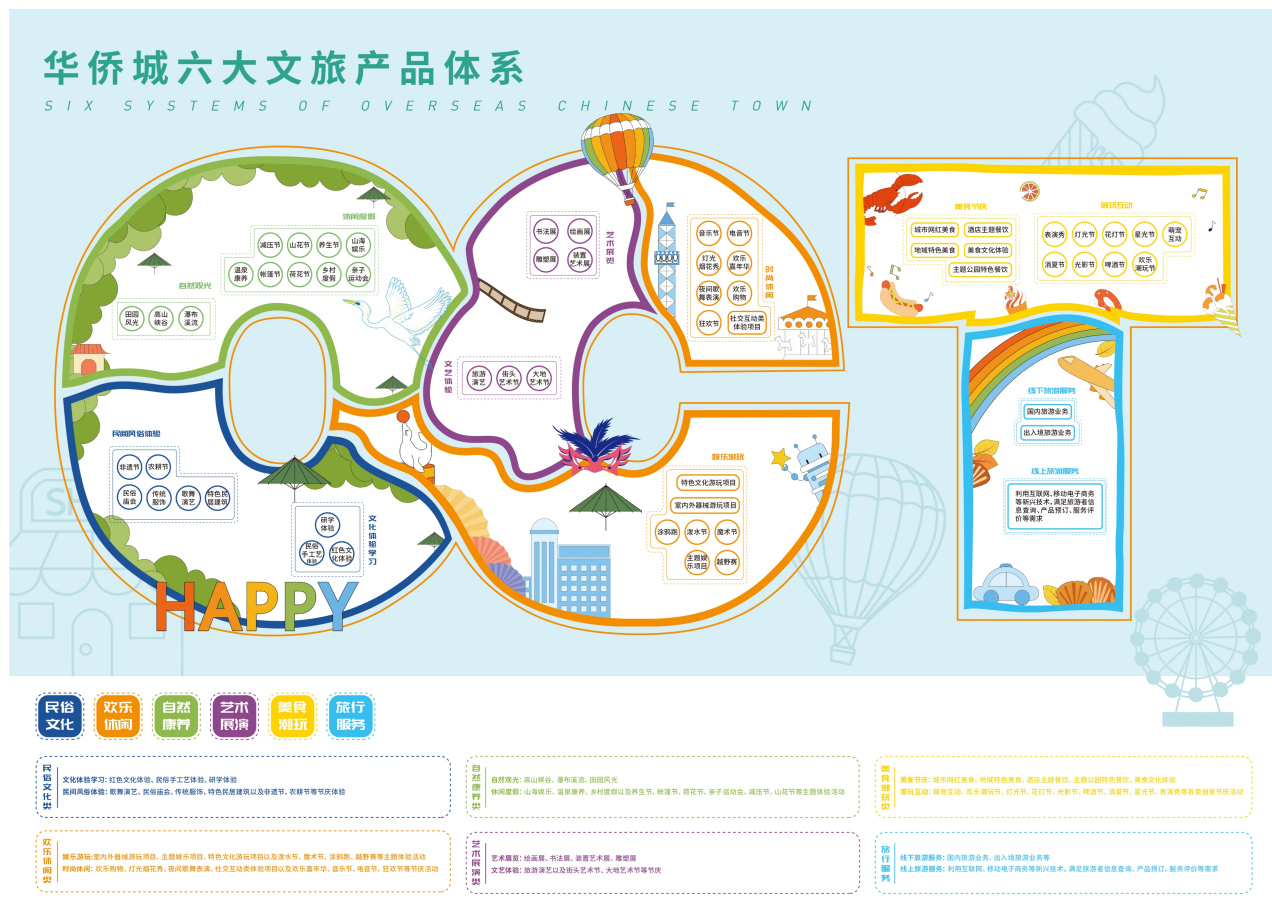 华侨城六大文旅产品体系
SIX SYSTEMS OF OVERSEAS CHINESE TOWN
休闲度假
减压节
山花节
养生节
山海
娱乐
温泉
康养
帐篷节
荷花节
乡村
度假
亲子
运动会
自然观光
田园
风光
高山
峡谷
瀑布
溪流
民间风俗体验
非遗节
农耕节
民俗
庙会
传统
服饰
歌舞
演艺
特色民
居建筑
文化体验学习
研学
体验
民俗
手工艺
体验
红色文
化体验
HAPPY
艺术展览
书法展
绘画展
雕塑展
装置
艺术展
文艺体验
旅游
演艺
街头
艺术节
大地
艺术节
时尚休闲
音乐节
电音节
灯光
烟花秀
欢乐
嘉年华
夜间歌
舞表演
欢乐
购物
狂欢节
社交互动类
体验项目
娱乐游玩
特色文化游玩项目
室内外器械游玩项目
涂鸦跑
泼水节
魔术节
主题娱
乐项目
越野赛
美食节庆
城市网红美食
酒店主题餐饮
地域特色美食
美食文化体验
主题公园特色餐饮
潮玩互动
表演秀
灯光节
花灯节
星光节
萌宠
互动
消夏节
光影节
啤酒节
欢乐
潮玩节
线下旅游服务
国内旅游业务
出入境旅游业务
线上旅游服务
利用互联网、移动电子商务
等新兴技术，满足旅游者信
息查询、产品预订、服务评
价等需求
民俗
文化
欢乐
休闲
自然
康养
艺术
展演
美食
潮玩
旅行
服务
民俗文化类
文化体验学习: 红色文化体验、民俗手工艺体验、研学体验
民间风俗体验: 歌舞演艺、民俗庙会、传统服饰、特色民居建筑以及非遗节、农耕节等节庆体验
自然康养类
自然观光: 高山峡谷、瀑布溪流、田园风光
休闲度假: 山海娱乐、温泉康养、乡村度假以及养生节、帐篷节、荷花节、亲子运动会、减压节、山花节等主题体验活动
美食潮玩类
美食节庆: 城市网红美食、地域特色美食、酒店主题餐饮、主题公园特色餐饮、美食文化体验
潮玩互动: 萌宠互动、欢乐潮玩节、灯光节、花灯节、光影节、啤酒节、消夏节、星光节、表演秀等各类创意节庆活动
欢乐休闲类
娱乐游玩:室内外器械游玩项目、主题娱乐项目、特色文化游玩项目以及泼水节、魔术节、涂鸦跑、越野赛等主题体验活动
时尚休闲: 欢乐购物、灯光烟花秀、夜间歌舞表演、社交互动类体验项目以及欢乐嘉年华、音乐节、电音节、狂欢节等节庆活动
艺术展演类
艺术展览: 绘画展、书法展、装置艺术展、雕塑展
文艺体验: 旅游演艺以及街头艺术节、大地艺术节等节庆
旅行服务
线下旅游服务: 国内旅游业务、出入境旅游业务等
线上旅游服务: 利用互联网、移动电子商务等新兴技术、满足旅游者信息查询、产品预订、服务评价等需求